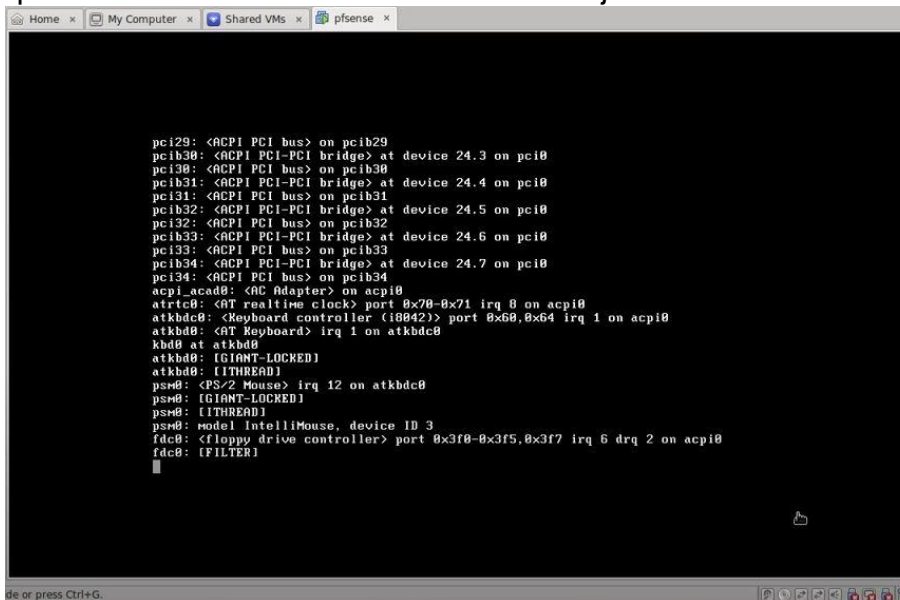 Home × My Computer × Shared VMs × pfsense ×
pci29: <ACPI PCI bus> on pcib29
pcib30: <ACPI PCI-PCI bridge> at device 24.3 on pci0
pci30: <ACPI PCI bus> on pcib30
pcib31: <ACPI PCI-PCI bridge> at device 24.4 on pci0
pci31: <ACPI PCI bus> on pcib31
pcib32: <ACPI PCI-PCI bridge> at device 24.5 on pci0
pci32: <ACPI PCI bus> on pcib32
pcib33: <ACPI PCI-PCI bridge> at device 24.6 on pci0
pci33: <ACPI PCI bus> on pcib33
pcib34: <ACPI PCI-PCI bridge> at device 24.7 on pci0
pci34: <ACPI PCI bus> on pcib34
acpi_acad0: <AC Adapter> on acpi0
atrtc0: <AT realtime clock> port 0x70-0x71 irq 8 on acpi0
atkbdc0: <Keyboard controller (i8042)> port 0x60,0x64 irq 1 on acpi0
atkbd0: <AT Keyboard> irq 1 on atkbdc0
kbd0 at atkbd0
atkbd0: [GIANT-LOCKED]
atkbd0: [ITHREAD]
psm0: <PS/2 Mouse> irq 12 on atkbdc0
psm0: [GIANT-LOCKED]
psm0: [ITHREAD]
psm0: model IntelliMouse, device ID 3
fdc0: <floppy drive controller> port 0x3f0-0x3f5,0x3f7 irq 6 drq 2 on acpi0
fdc0: [FILTER]
de or press Ctrl+G.